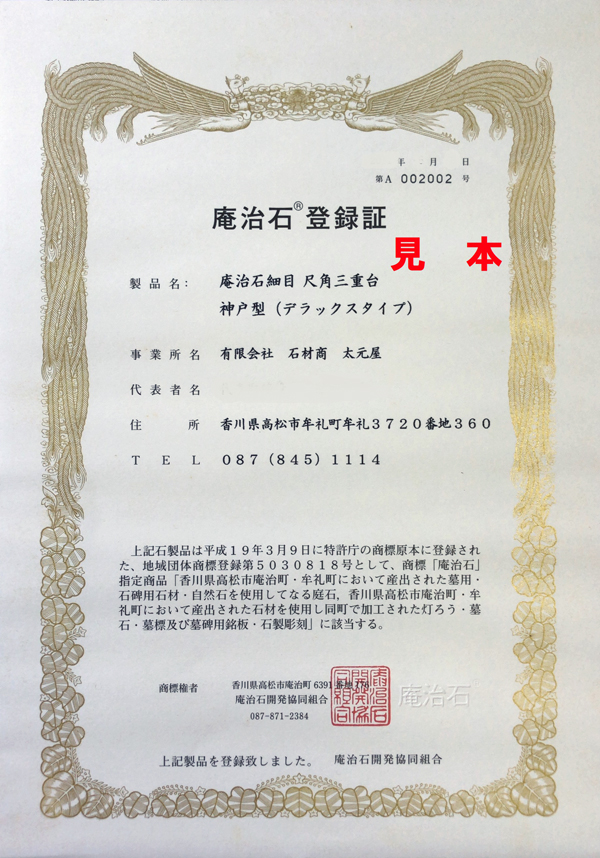 年　月　日
第A 002002 号
庵治石®登録証
見　本
製品名： 庵治石細目 尺角三重台
神戸型（デラックスタイプ）
事業所名 有限会社　石材商　太元屋
代表者名
住　　所 香川県高松市牟礼町牟礼３７２０番地３６０
ＴＥＬ ０８７（８４５）１１１４
上記石製品は平成１９年３月９日に特許庁の商標原本に登録され
た、地域団体商標登録第５０３０８１８号として、商標「庵治石」
指定商品「香川県高松市庵治町・牟礼町において産出された墓用・
石碑用石材・自然石を使用してなる庭石，香川県高松市庵治町・牟
礼町において産出された石材を使用し同町で加工された灯ろう・墓
石・墓標及び墓碑用銘板・石製彫刻」に該当する。
商標権者　香川県高松市庵治町 6391 番地 176
庵治石開発協同組合
庵治石開発協同組合
庵治石
087-871-2384
上記製品を登録致しました。　庵治石開発協同組合